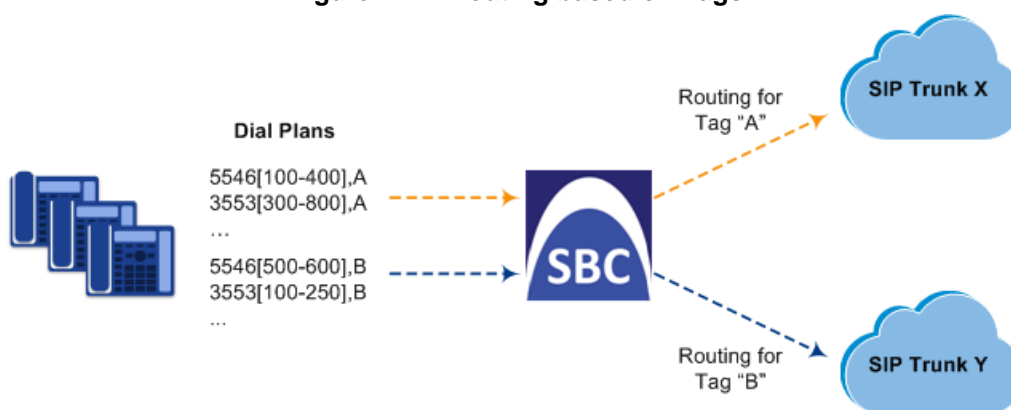 Dial Plans
5546[100-400],A
3553[300-800],A
…
5546[500-600],B
3553[100-250],B
...
SBC
Routing for
Tag “A”
SIP Trunk X
Routing for
Tag “B”
SIP Trunk Y